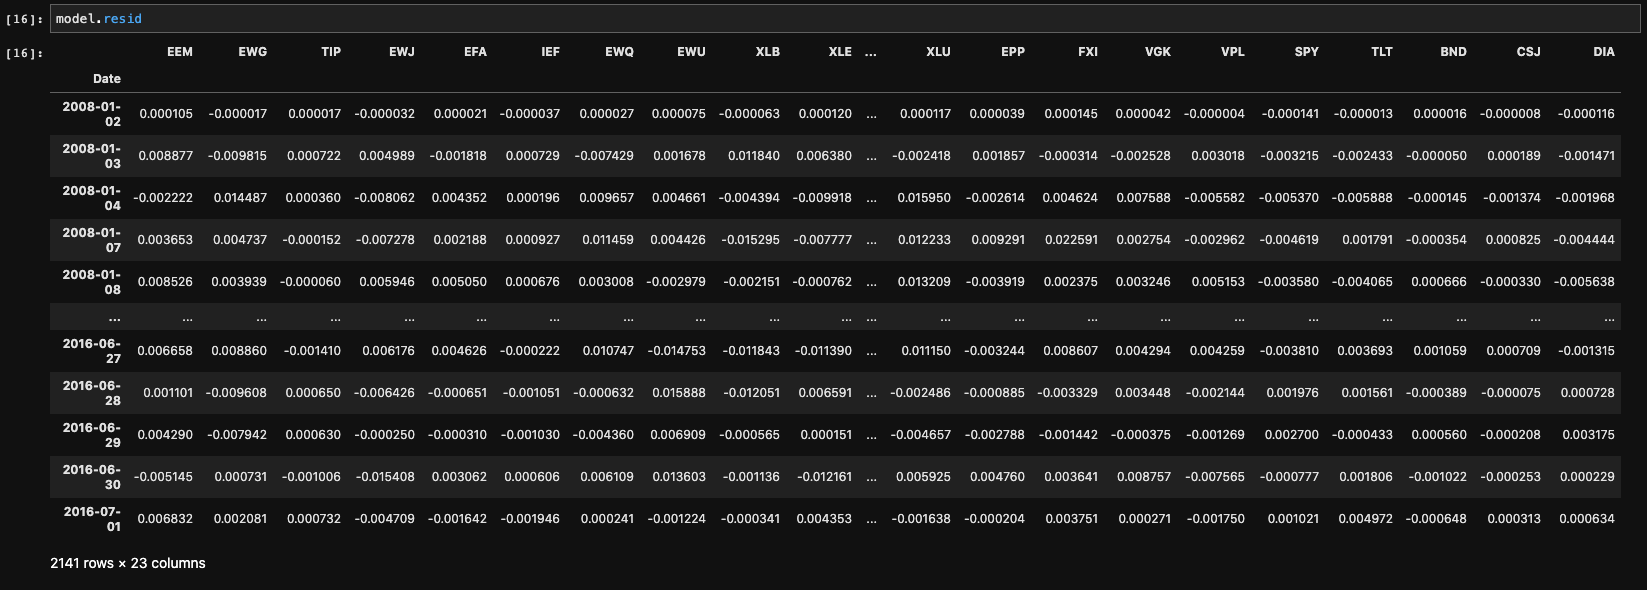 [16]: model.resid
[16]: EEM EWG TIP EWJ EFA IEF EWQ EWU XLB XLE ... XLU EPP FXI VGK VPL SPY TLT BND CSJ DIA
Date
2008-01-02 0.000105 -0.000017 0.000017 -0.000032 0.000021 -0.000037 0.000027 0.000075 -0.000063 0.000120 ... 0.000117 0.000039 0.000145 0.000042 -0.000004 -0.000141 -0.000013 0.000016 -0.000008 -0.000116
2008-01-03 0.008877 -0.009815 0.000722 0.004989 -0.001818 0.000729 -0.007429 0.001678 0.011840 0.006380 ... -0.002418 0.001857 -0.000314 -0.002528 0.003018 -0.003215 -0.002433 -0.000050 0.000189 -0.001471
2008-01-04 -0.002222 0.014487 0.000360 -0.008062 0.004352 0.000196 0.009657 0.004661 -0.004394 -0.009918 ... 0.015950 -0.002614 0.004624 0.007588 -0.005582 -0.005370 -0.005888 -0.000145 -0.001374 -0.001968
2008-01-07 0.003653 0.004737 -0.000152 -0.007278 0.002188 0.000927 0.011459 0.004426 -0.015295 -0.007777 ... 0.012233 0.009291 0.022591 0.002754 -0.002962 -0.004619 0.001791 -0.000354 0.000825 -0.004444
2008-01-08 0.008526 0.003939 -0.000060 0.005946 0.005050 0.000676 0.003008 -0.002979 -0.002151 -0.000762 ... 0.013209 -0.003919 0.002375 0.003246 0.005153 -0.003580 -0.004065 0.000666 -0.000330 -0.005638
... ... ... ... ... ... ... ... ... ... ... ... ... ... ... ... ... ... ... ... ... ...
2016-06-27 0.006658 0.008860 -0.001410 0.006176 0.004626 -0.000222 0.010747 -0.014753 -0.011843 -0.011390 ... 0.011150 -0.003244 0.008607 0.004294 0.004259 -0.003810 0.003693 0.001059 0.000709 -0.001315
2016-06-28 0.001101 -0.009608 0.000650 -0.006426 -0.000651 -0.001051 -0.000632 0.015888 -0.012051 0.006591 ... -0.002486 -0.000885 -0.003329 0.003448 -0.002144 0.001976 0.001561 -0.000389 -0.000075 0.000728
2016-06-29 0.004290 -0.007942 0.000630 -0.000250 -0.000310 -0.001030 -0.004360 0.006909 -0.000565 0.000151 ... -0.004657 -0.002788 -0.001442 -0.000375 -0.001269 0.002700 -0.000433 0.000560 -0.000208 0.003175
2016-06-30 -0.005145 0.000731 -0.001006 -0.015408 0.003062 0.000606 0.006109 0.013603 -0.001136 -0.012161 ... 0.005925 0.004760 0.003641 0.008757 -0.007565 -0.000777 0.001806 -0.001022 -0.000253 0.000229
2016-07-01 0.006832 0.002081 0.000732 -0.004709 -0.001642 -0.001946 0.000241 -0.001224 -0.000341 0.004353 ... -0.001638 -0.000204 0.003751 0.000271 -0.001750 0.001021 0.004972 -0.000648 0.000313 0.000634
2141 rows × 23 columns